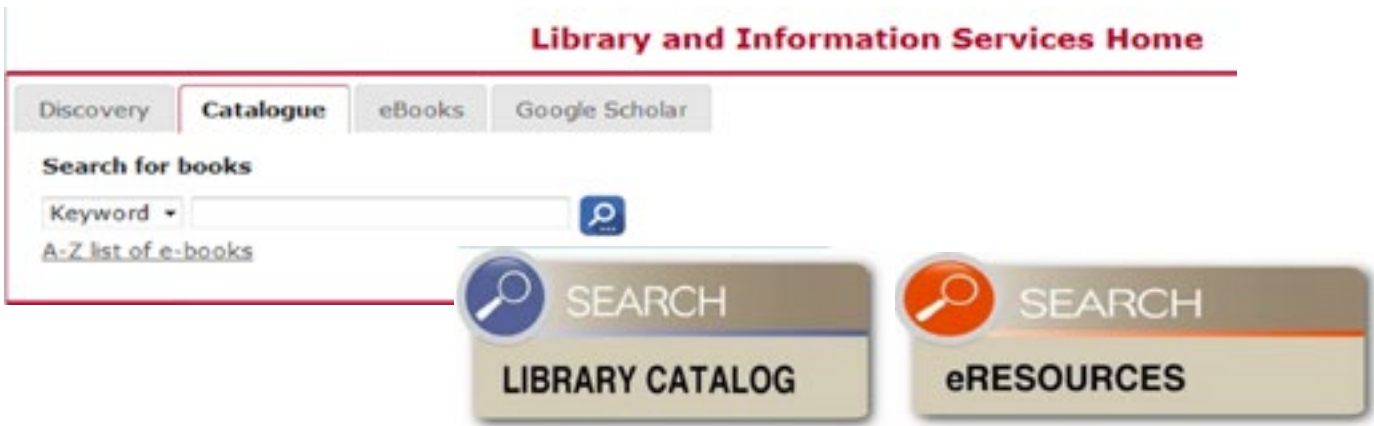 Library and Information Services Home
Discovery Catalogue eBooks Google Scholar
Search for books
Keyword
A-Z list of e-books
SEARCH
LIBRARY CATALOG
SEARCH
eRESOURCES